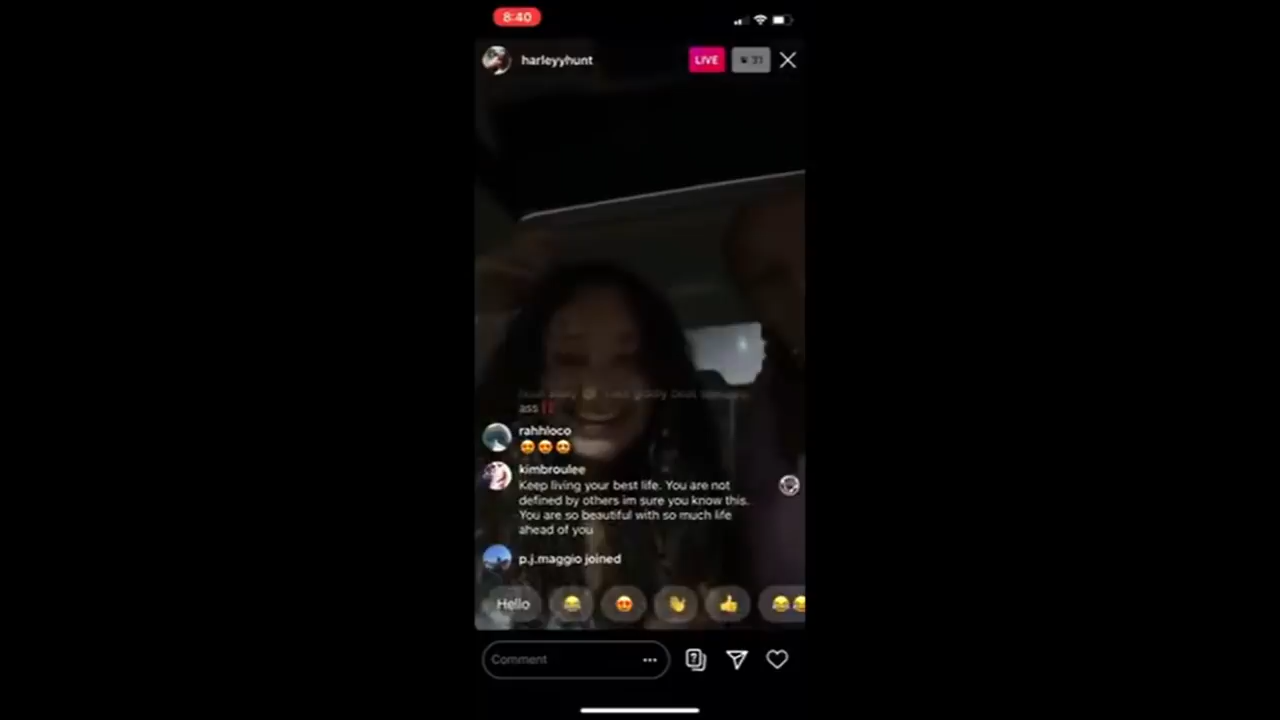 8:40
harleyyhunt
LIVE
ass
rahhloco
kimbroulee
Keep living your best life. You are not
defined by others im sure you know this.
You are so beautiful with so much life
ahead of you
p.j.maggio joined
Hello
Comment